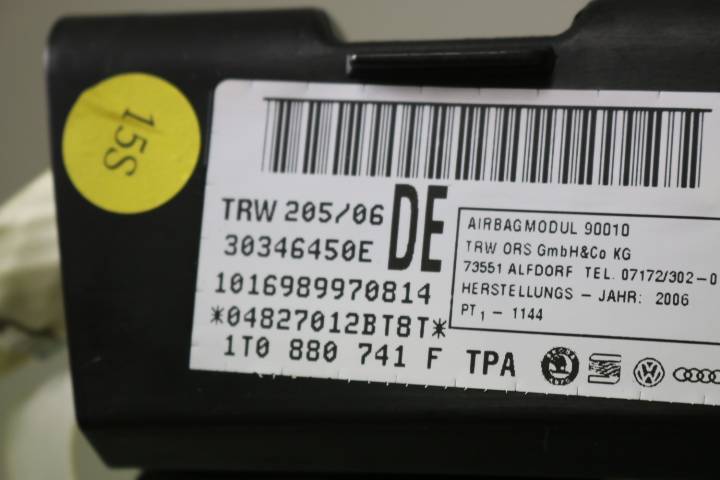 15S
TRW 205/06
DE
30346450E
1016989970814
*04827012BT8T*
1T0 880 741 F TPA
AIRBAGMODUL 90010
TRW ORS GmbH&Co KG
73551 ALFDORF TEL. 07172/302-0
HERSTELLUNGS - JAHR: 2006
PT1 - 1144